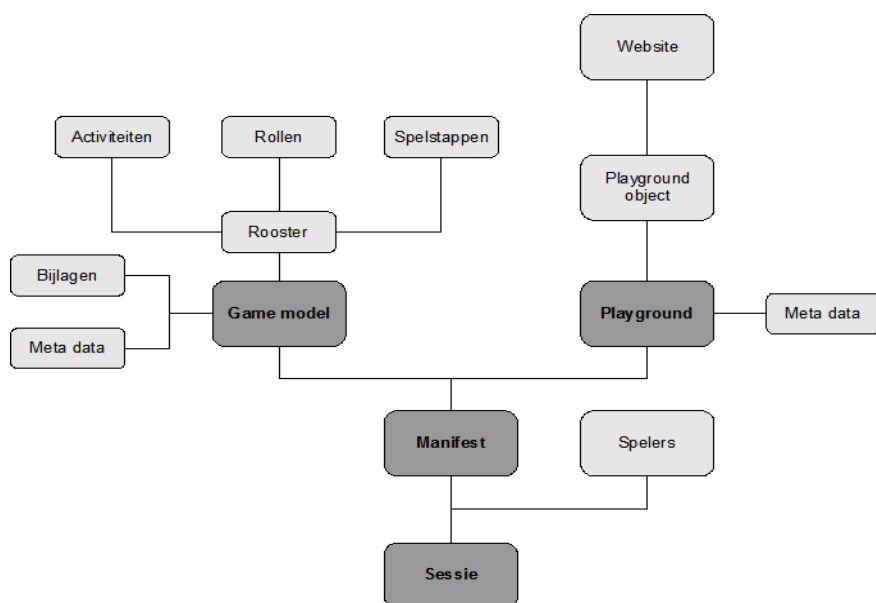 Website
Activiteiten
Rollen
Spelstappen
Playground
object
Rooster
Bijlagen
Game model
Playground
Meta data
Meta data
Manifest
Spelers
Sessie